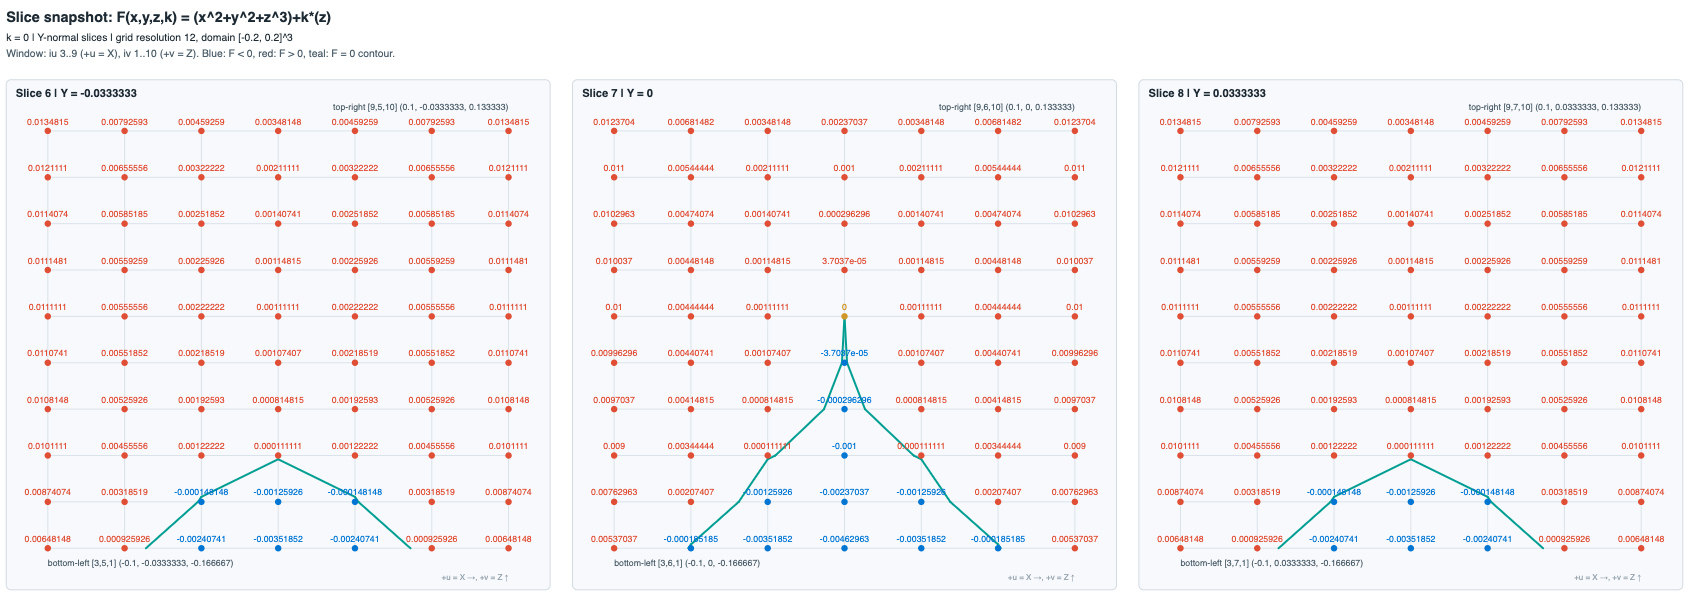 Slice snapshot: F(x,y,z,k) = (x^2+y^2+z^3)+k*(z)
k = 0 | Y-normal slices | grid resolution 12, domain [-0.2, 0.2]^3
Window: iu 3..9 (+u = X), iv 1..10 (+v = Z). Blue: F < 0, red: F > 0, teal: F = 0 contour.
Slice 6 | Y = -0.0333333
top-right [9,5,10] (0.1, -0.0333333, 0.133333)
0.0134815 0.00792593 0.00459259 0.00348148 0.00459259 0.00792593 0.0134815
0.0121111 0.00655556 0.00322222 0.00211111 0.00322222 0.00655556 0.0121111
0.0114074 0.00585185 0.00251852 0.00140741 0.00251852 0.00585185 0.0114074
0.0111481 0.00559259 0.00225926 0.00114815 0.00225926 0.00559259 0.0111481
0.0111111 0.00555556 0.00222222 0.00111111 0.00222222 0.00555556 0.0111111
0.0110741 0.00551852 0.00218519 0.00107407 0.00218519 0.00551852 0.0110741
0.0108148 0.00525926 0.00192593 0.000814815 0.00192593 0.00525926 0.0108148
0.0101111 0.00455556 0.00122222 0.000111111 0.00122222 0.00455556 0.0101111
0.00874074 0.00318519 -0.000148148 -0.00125926 -0.000148148 0.00318519 0.00874074
0.00648148 0.000925926 -0.00240741 -0.00351852 -0.00240741 0.000925926 0.00648148
bottom-left [3,5,1] (-0.1, -0.0333333, -0.166667)
+u = X →, +v = Z ↑
Slice 7 | Y = 0
top-right [9,6,10] (0.1, 0, 0.133333)
0.0123704 0.00681482 0.00348148 0.00237037 0.00348148 0.00681482 0.0123704
0.011 0.00544444 0.00211111 0.001 0.00211111 0.00544444 0.011
0.0102963 0.00474074 0.00140741 0.000296296 0.00140741 0.00474074 0.0102963
0.010037 0.00448148 0.00114815 3.7037e-05 0.00114815 0.00448148 0.010037
0.01 0.00444444 0.00111111 0 0.00111111 0.00444444 0.01
0.00996296 0.00440741 0.00107407 -3.7037e-05 0.00107407 0.00440741 0.00996296
0.0097037 0.00414815 0.000814815 -0.000296296 0.000814815 0.00414815 0.0097037
0.009 0.00344444 0.000111111 -0.001 0.000111111 0.00344444 0.009
0.00762963 0.00207407 -0.00125926 -0.00237037 -0.00125926 0.00207407 0.00762963
0.00537037 -0.000185185 -0.00351852 -0.00462963 -0.00351852 -0.000185185 0.00537037
bottom-left [3,6,1] (-0.1, 0, -0.166667)
+u = X →, +v = Z ↑
Slice 8 | Y = 0.0333333
top-right [9,7,10] (0.1, 0.0333333, 0.133333)
0.0134815 0.00792593 0.00459259 0.00348148 0.00459259 0.00792593 0.0134815
0.0121111 0.00655556 0.00322222 0.00211111 0.00322222 0.00655556 0.0121111
0.0114074 0.00585185 0.00251852 0.00140741 0.00251852 0.00585185 0.0114074
0.0111481 0.00559259 0.00225926 0.00114815 0.00225926 0.00559259 0.0111481
0.0111111 0.00555556 0.00222222 0.00111111 0.00222222 0.00555556 0.0111111
0.0110741 0.00551852 0.00218519 0.00107407 0.00218519 0.00551852 0.0110741
0.0108148 0.00525926 0.00192593 0.000814815 0.00192593 0.00525926 0.0108148
0.0101111 0.00455556 0.00122222 0.000111111 0.00122222 0.00455556 0.0101111
0.00874074 0.00318519 -0.000148148 -0.00125926 -0.000148148 0.00318519 0.00874074
0.00648148 0.000925926 -0.00240741 -0.00351852 -0.00240741 0.000925926 0.00648148
bottom-left [3,7,1] (-0.1, 0.0333333, -0.166667)
+u = X →, +v = Z ↑